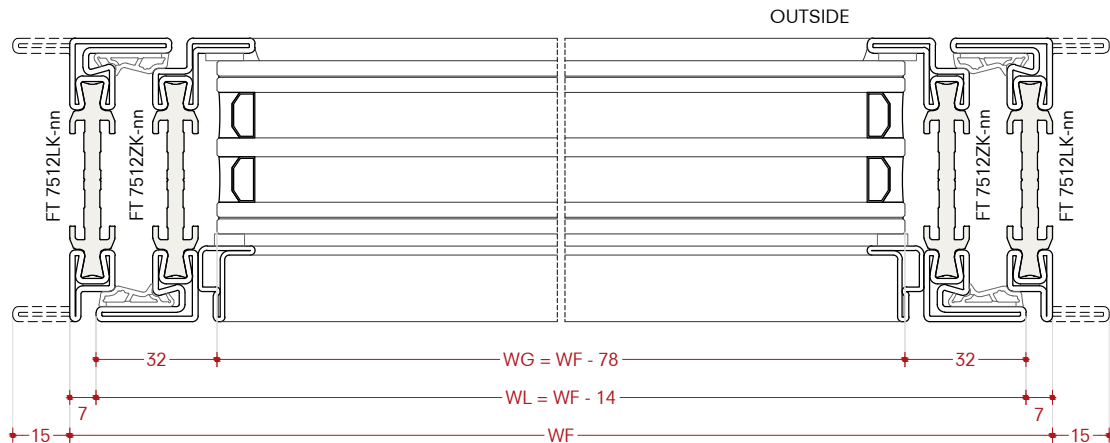 OUTSIDE
FT 7512LK-nn
FT 7512ZK-nn
FT 7512ZK-nn
FT 7512LK-nn
32
WG = WF - 78
32
7
WL = WF - 14
7
15
WF
15